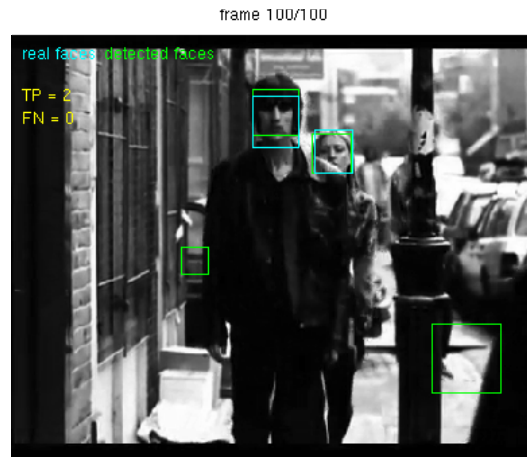 frame 100/100
real faces detected faces
TP = 2
FN = 0